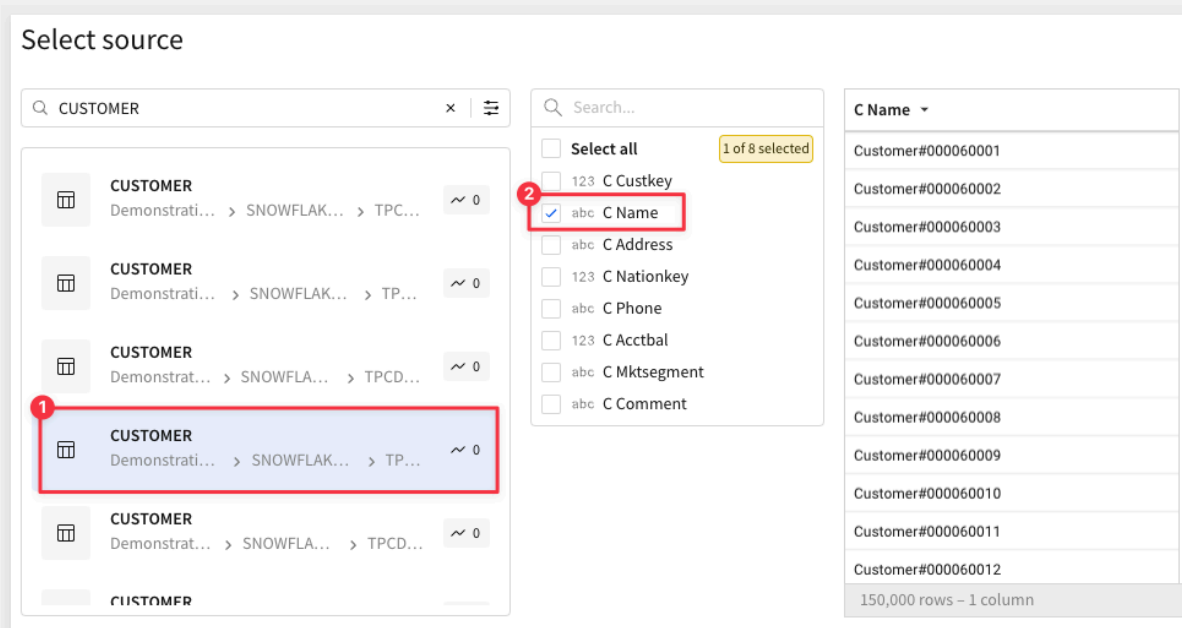 Select source
CUSTOMER
CUSTOMER
Demonstrati... > SNOWFLAK... > TPC...
0
CUSTOMER
Demonstrati... > SNOWFLAK... > TP...
0
CUSTOMER
Demonstrat... > SNOWFLA... > TPCD...
0
1
CUSTOMER
Demonstrati... > SNOWFLAK... > TP...
0
CUSTOMER
Demonstrat... > SNOWFLA... > TPCD...
0
CUSTOMER
Search...
Select all
1 of 8 selected
123 C Custkey
2
abc C Name
abc C Address
123 C Nationkey
abc C Phone
123 C Acctbal
abc C Mktsegment
abc C Comment
C Name
Customer#000060001
Customer#000060002
Customer#000060003
Customer#000060004
Customer#000060005
Customer#000060006
Customer#000060007
Customer#000060008
Customer#000060009
Customer#000060010
Customer#000060011
Customer#000060012
150,000 rows – 1 column